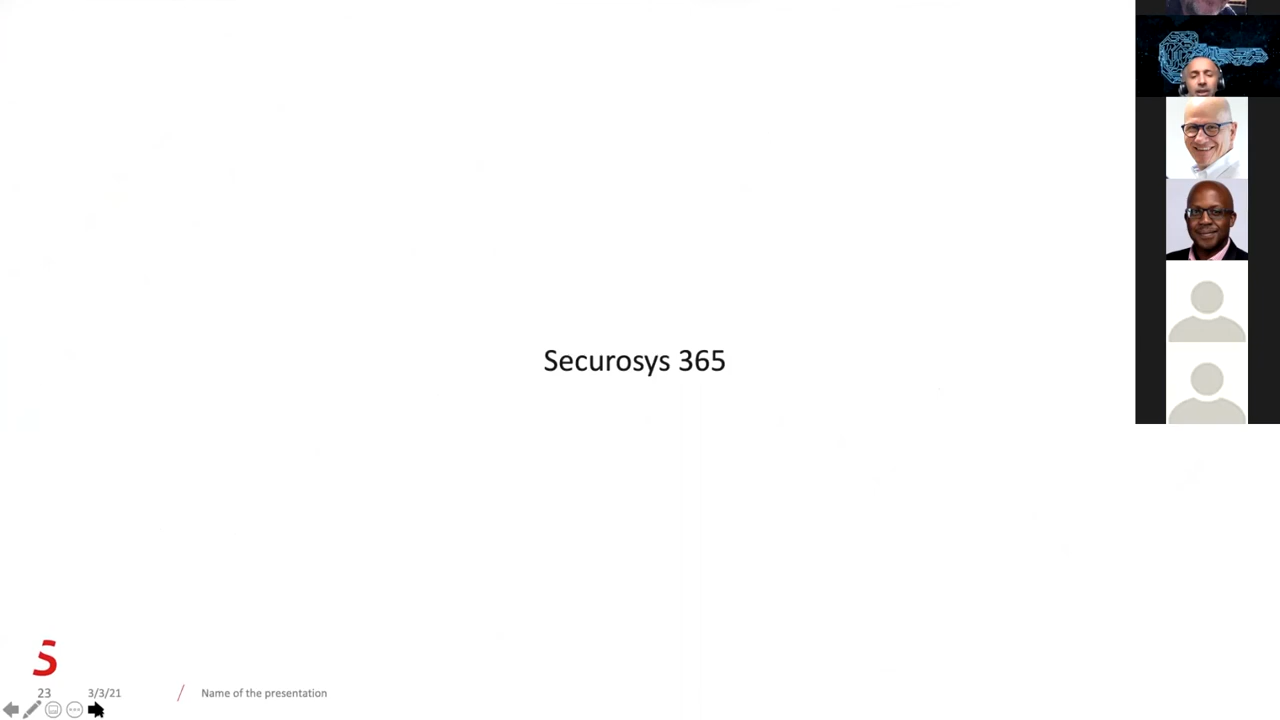 Securosys 365
S
23
3/3/21
/
Name of the presentation